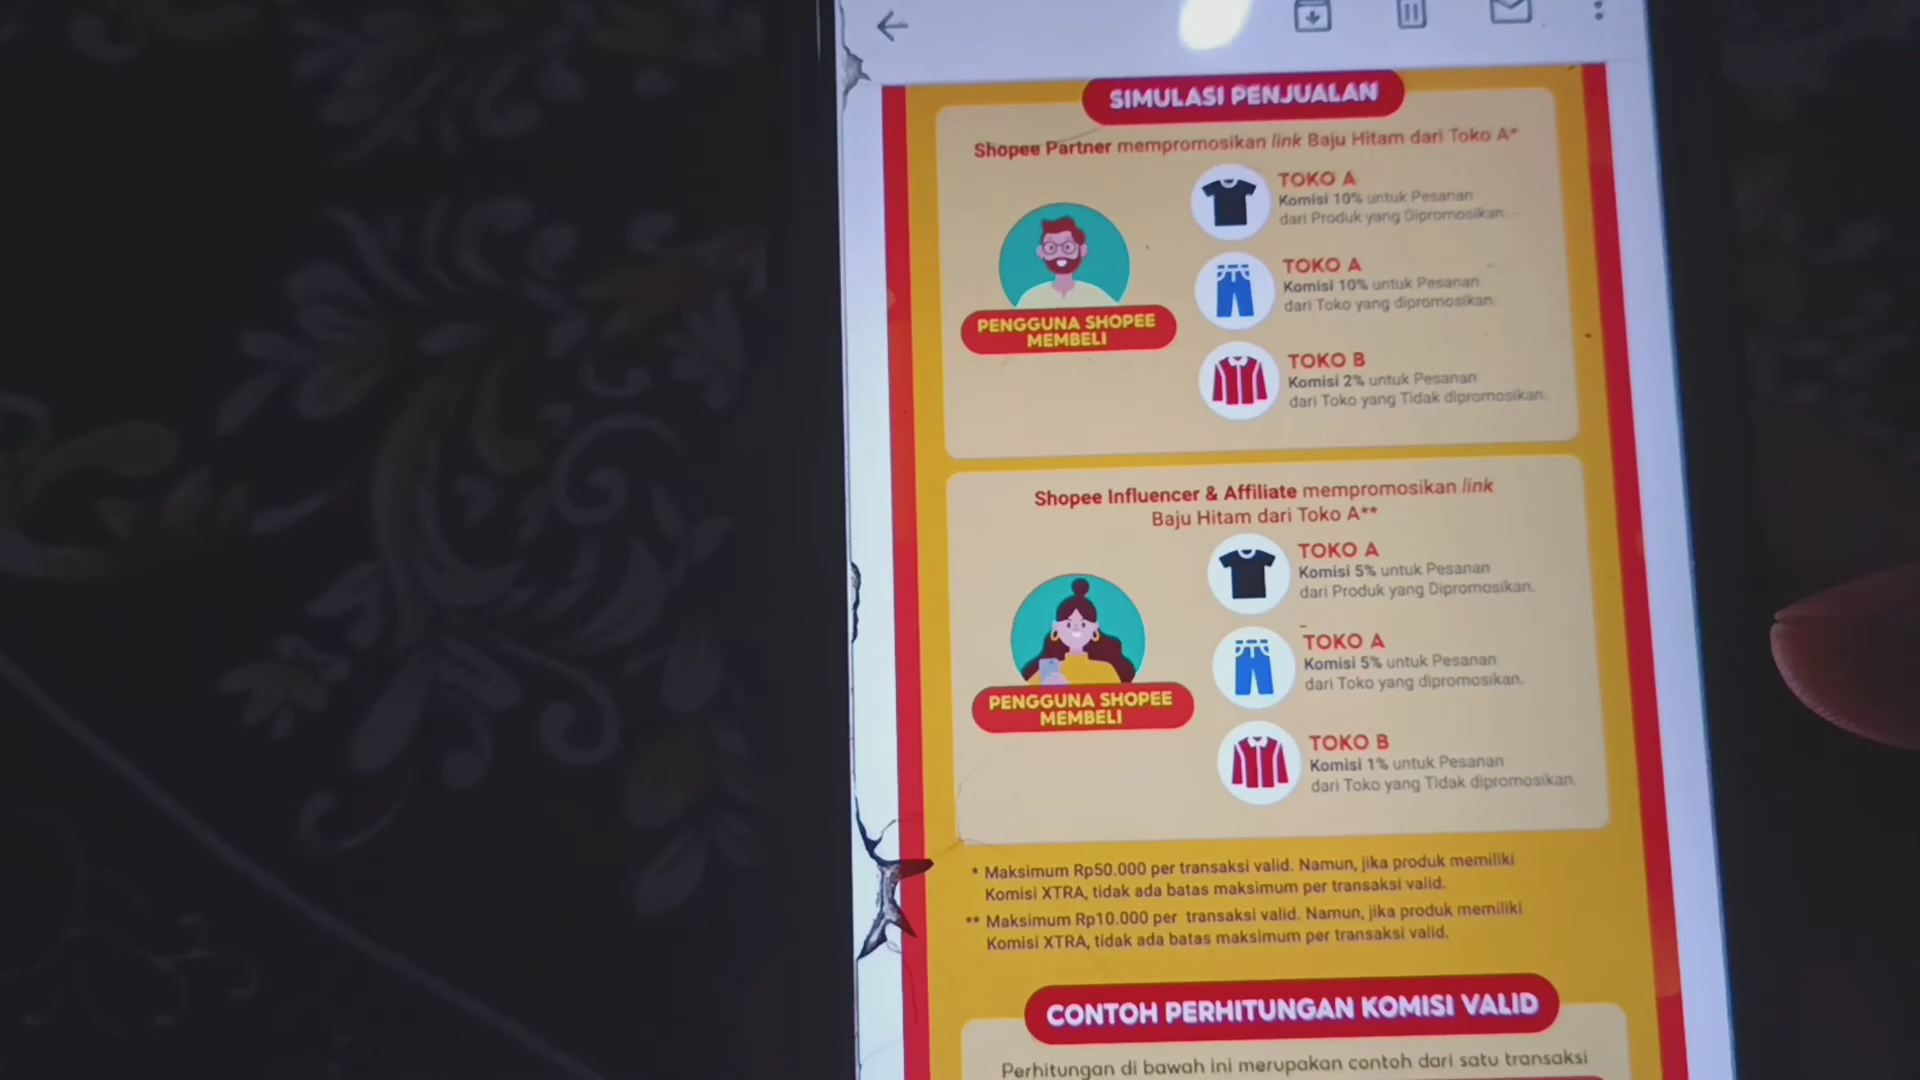 SIMULASI PENJUALAN
Shopee Partner mempromosikan link Baju Hitam dari Toko A*
TOKO A
Komisi 10% untuk Pesanan
dari Produk yang Dipromosikan.
TOKO A
Komisi 10% untuk Pesanan
dari Toko yang dipromosikan.
PENGGUNA SHOPEE
MEMBELI
TOKO B
Komisi 2% untuk Pesanan
dari Toko yang Tidak dipromosikan.
Shopee Influencer & Affiliate mempromosikan link
Baju Hitam dari Toko A**
TOKO A
Komisi 5% untuk Pesanan
dari Produk yang Dipromosikan.
TOKO A
Komisi 5% untuk Pesanan
dari Toko yang dipromosikan.
PENGGUNA SHOPEE
MEMBELI
TOKO B
Komisi 1% untuk Pesanan
dari Toko yang Tidak dipromosikan.
* Maksimum Rp50.000 per transaksi valid. Namun, jika produk memiliki
Komisi XTRA, tidak ada batas maksimum per transaksi valid.
** Maksimum Rp10.000 per transaksi valid. Namun, jika produk memiliki
Komisi XTRA, tidak ada batas maksimum per transaksi valid.
CONTOH PERHITUNGAN KOMISI VALID
Perhitungan di bawah ini merupakan contoh dari satu transaksi